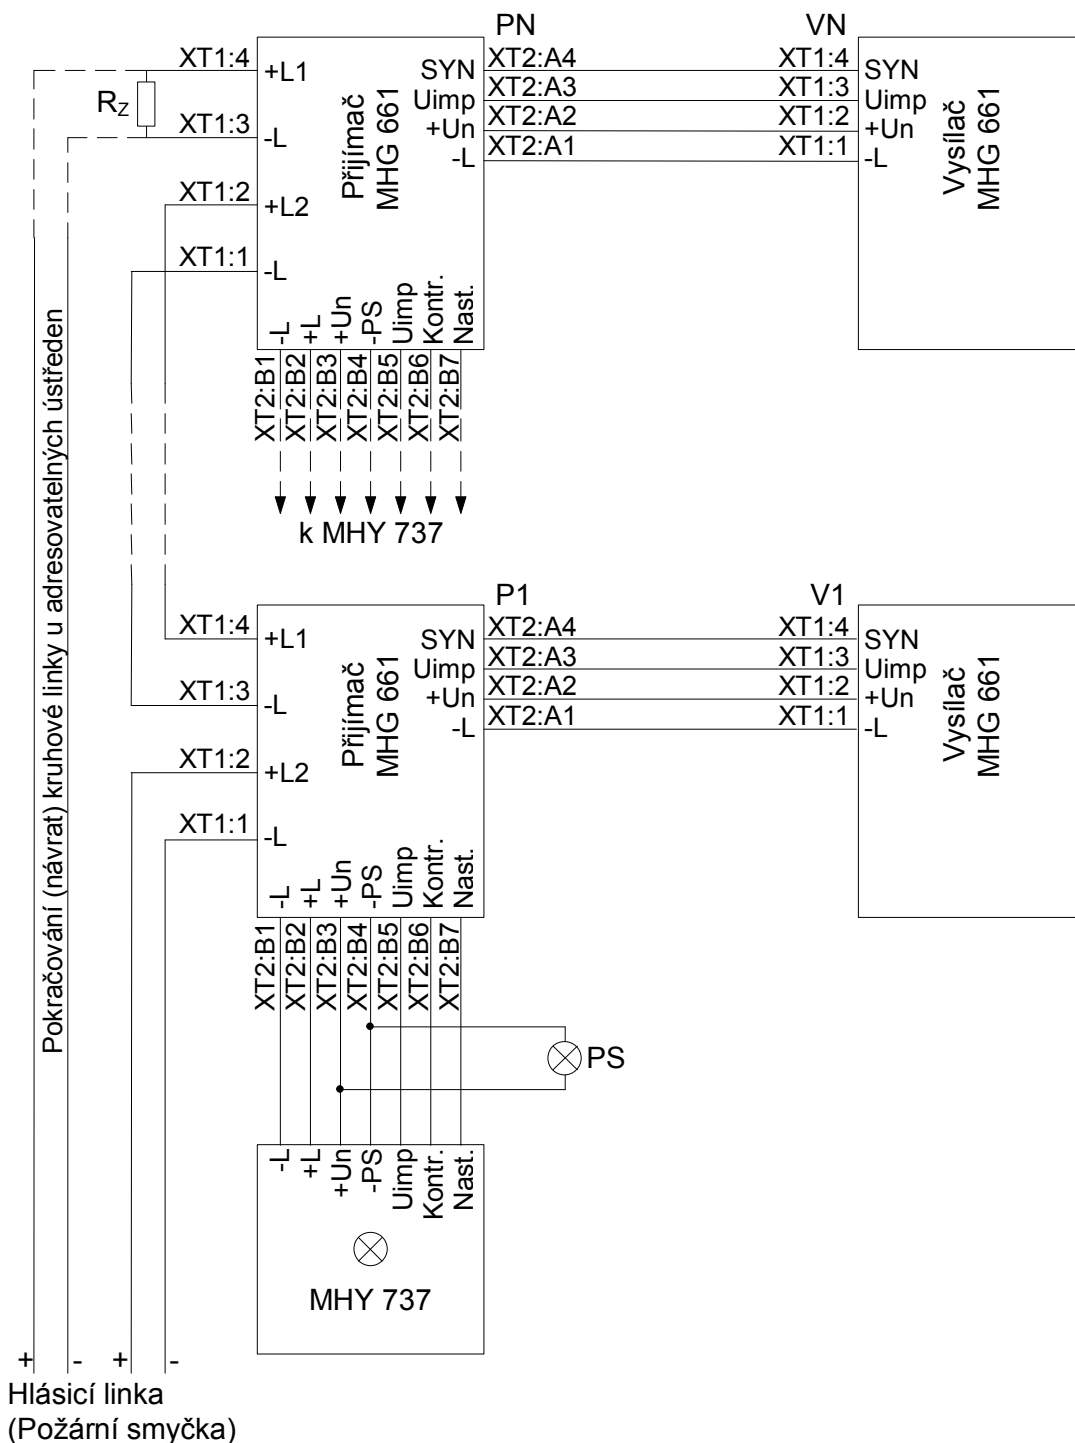 PN
VN
XT1:4
+L1
RZ
XT1:3
-L
XT1:2
+L2
XT1:1
-L
Přijímač
MHG 661
SYN
Uimp
+Un
-L
XT2:A4
XT2:A3
XT2:A2
XT2:A1
XT1:4
XT1:3
XT1:2
XT1:1
SYN
Uimp
+Un
-L
Vysílač
MHG 661
-L
+L
+Un
-PS
Uimp
Kontr.
Nast.
XT2:B1
XT2:B2
XT2:B3
XT2:B4
XT2:B5
XT2:B6
XT2:B7
k MHY 737
Pokračování (návrat) kruhové linky u adresovatelných ústředen
P1
V1
XT1:4
+L1
XT1:3
-L
XT1:2
+L2
XT1:1
-L
Přijímač
MHG 661
SYN
Uimp
+Un
-L
XT2:A4
XT2:A3
XT2:A2
XT2:A1
XT1:4
XT1:3
XT1:2
XT1:1
SYN
Uimp
+Un
-L
Vysílač
MHG 661
-L
+L
+Un
-PS
Uimp
Kontr.
Nast.
XT2:B1
XT2:B2
XT2:B3
XT2:B4
XT2:B5
XT2:B6
XT2:B7
PS
-L
+L
+Un
-PS
Uimp
Kontr.
Nast.
MHY 737
+ - + -
Hlásicí linka
(Požární smyčka)